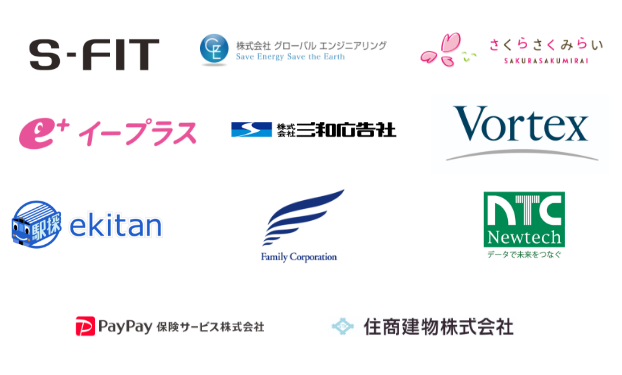 S-FIT
GE
株式会社 グローバル エンジニアリング
Save Energy Save the Earth
さくらさくみらい
SAKURASAKUMIRAI
e+ イープラス
株式会社 三和広告社
Vortex
駅探 ekitan
Family Corporation
NTC
Newtech
データで未来をつなぐ
P PayPay 保険サービス株式会社
住商建物株式会社